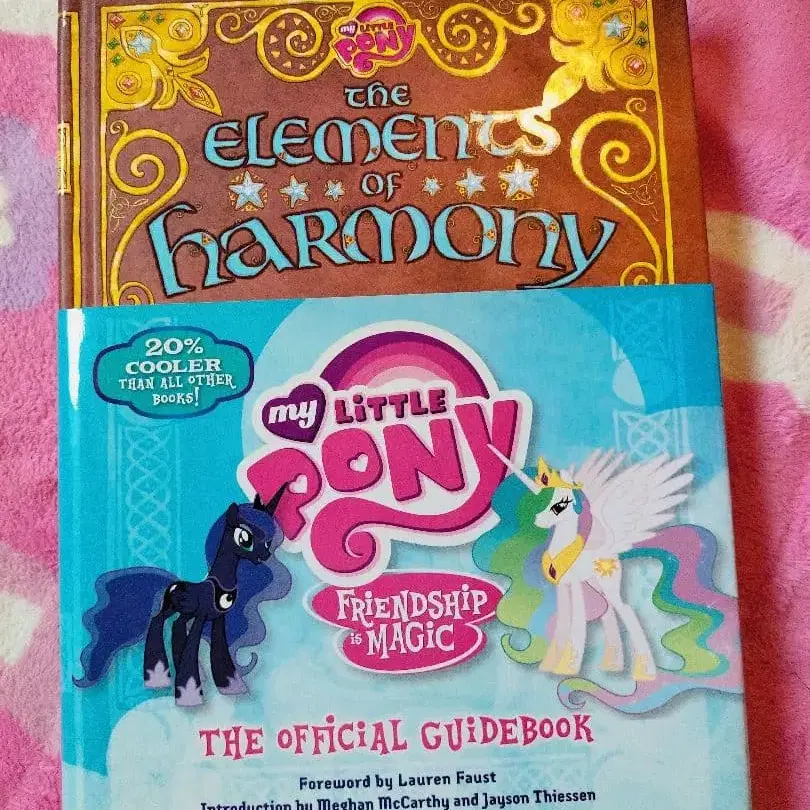 my LITTLE
PONY
THE
ELEMENTS
OF
HARMONY
20%
COOLER
THAN ALL OTHER
BOOKS!
my LITTLE
PONY
FRIENDSHIP
is MAGIC
THE OFFICIAL GUIDEBOOK
Foreword by Lauren Faust
Introduction by Meghan McCarthy and Jayson Thiessen